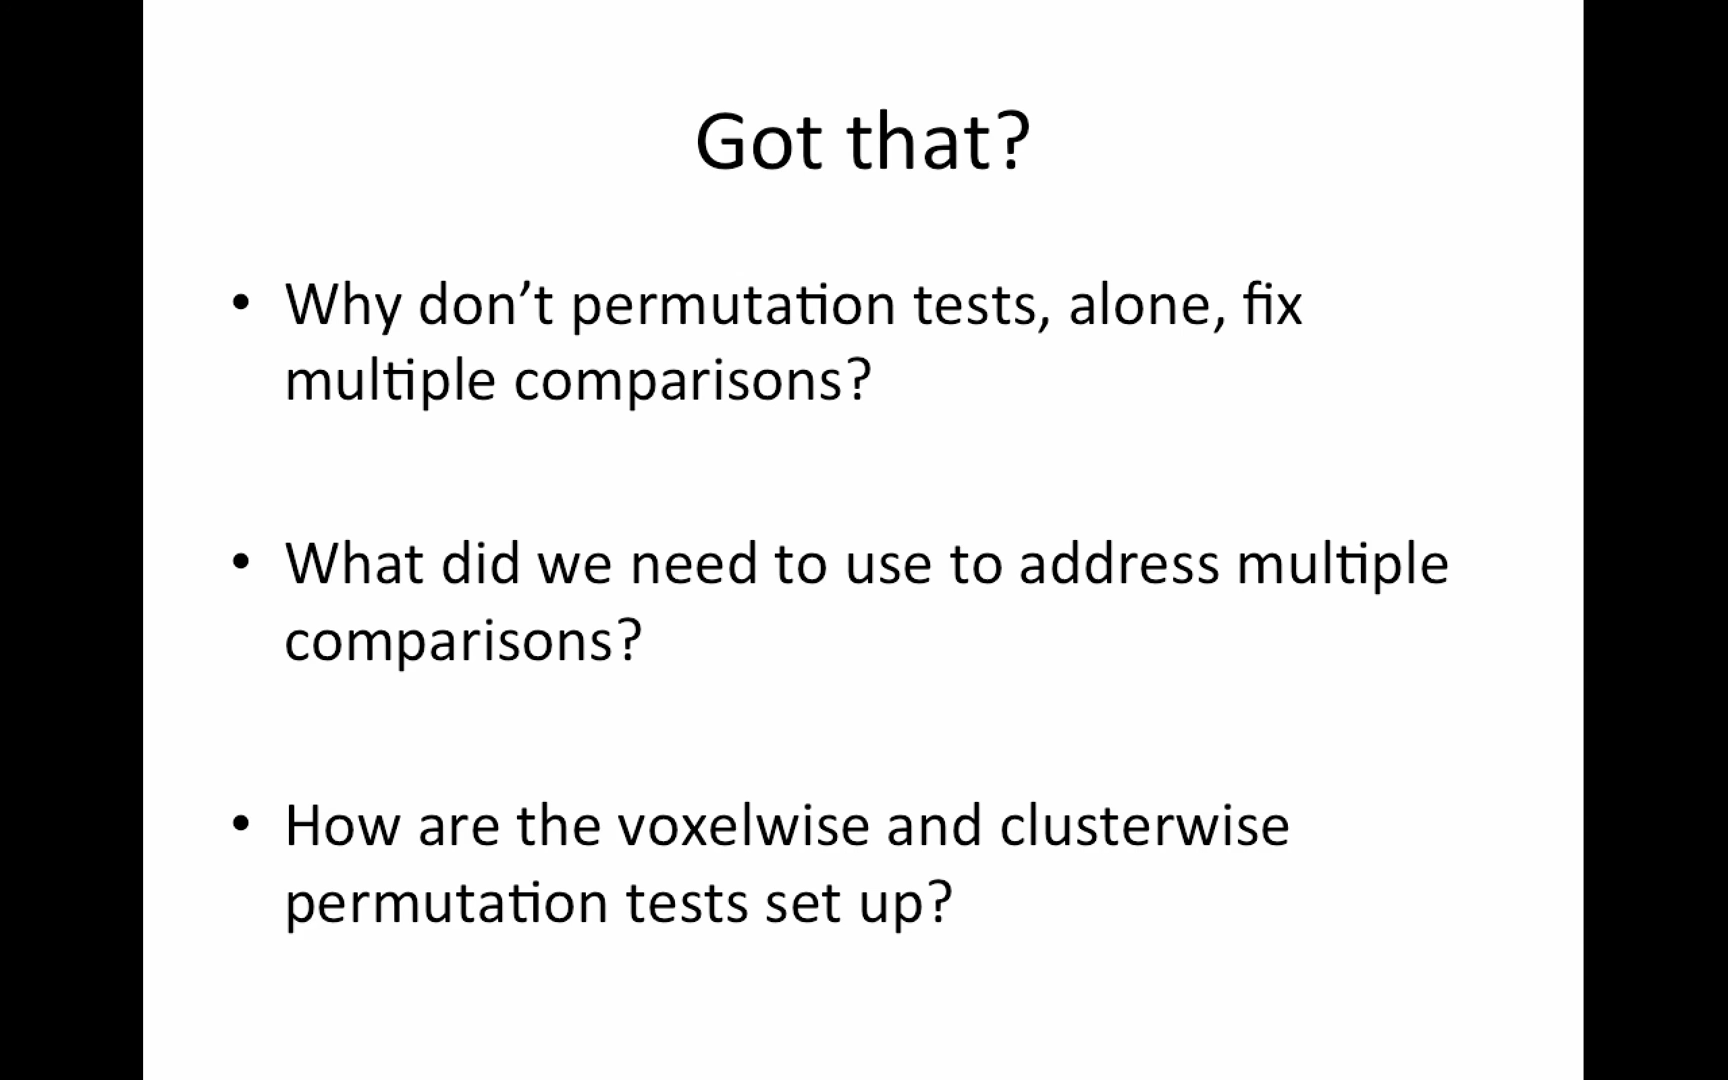 Got that?
• Why don’t permutation tests, alone, fix
multiple comparisons?
• What did we need to use to address multiple
comparisons?
• How are the voxelwise and clusterwise
permutation tests set up?